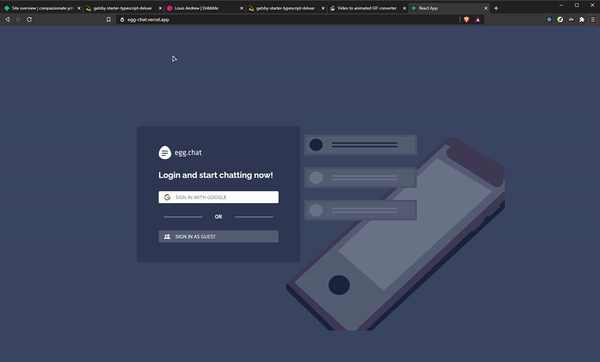 Site overview | compassionate-jon
gatsby-starter-typescript-deluxe
Louis Andrew | Dribbble
gatsby-starter-typescript-deluxe
Video to animated GIF converter
React App
egg-chat.vercel.app
egg.chat
Login and start chatting now!
SIGN IN WITH GOOGLE
OR
SIGN IN AS GUEST